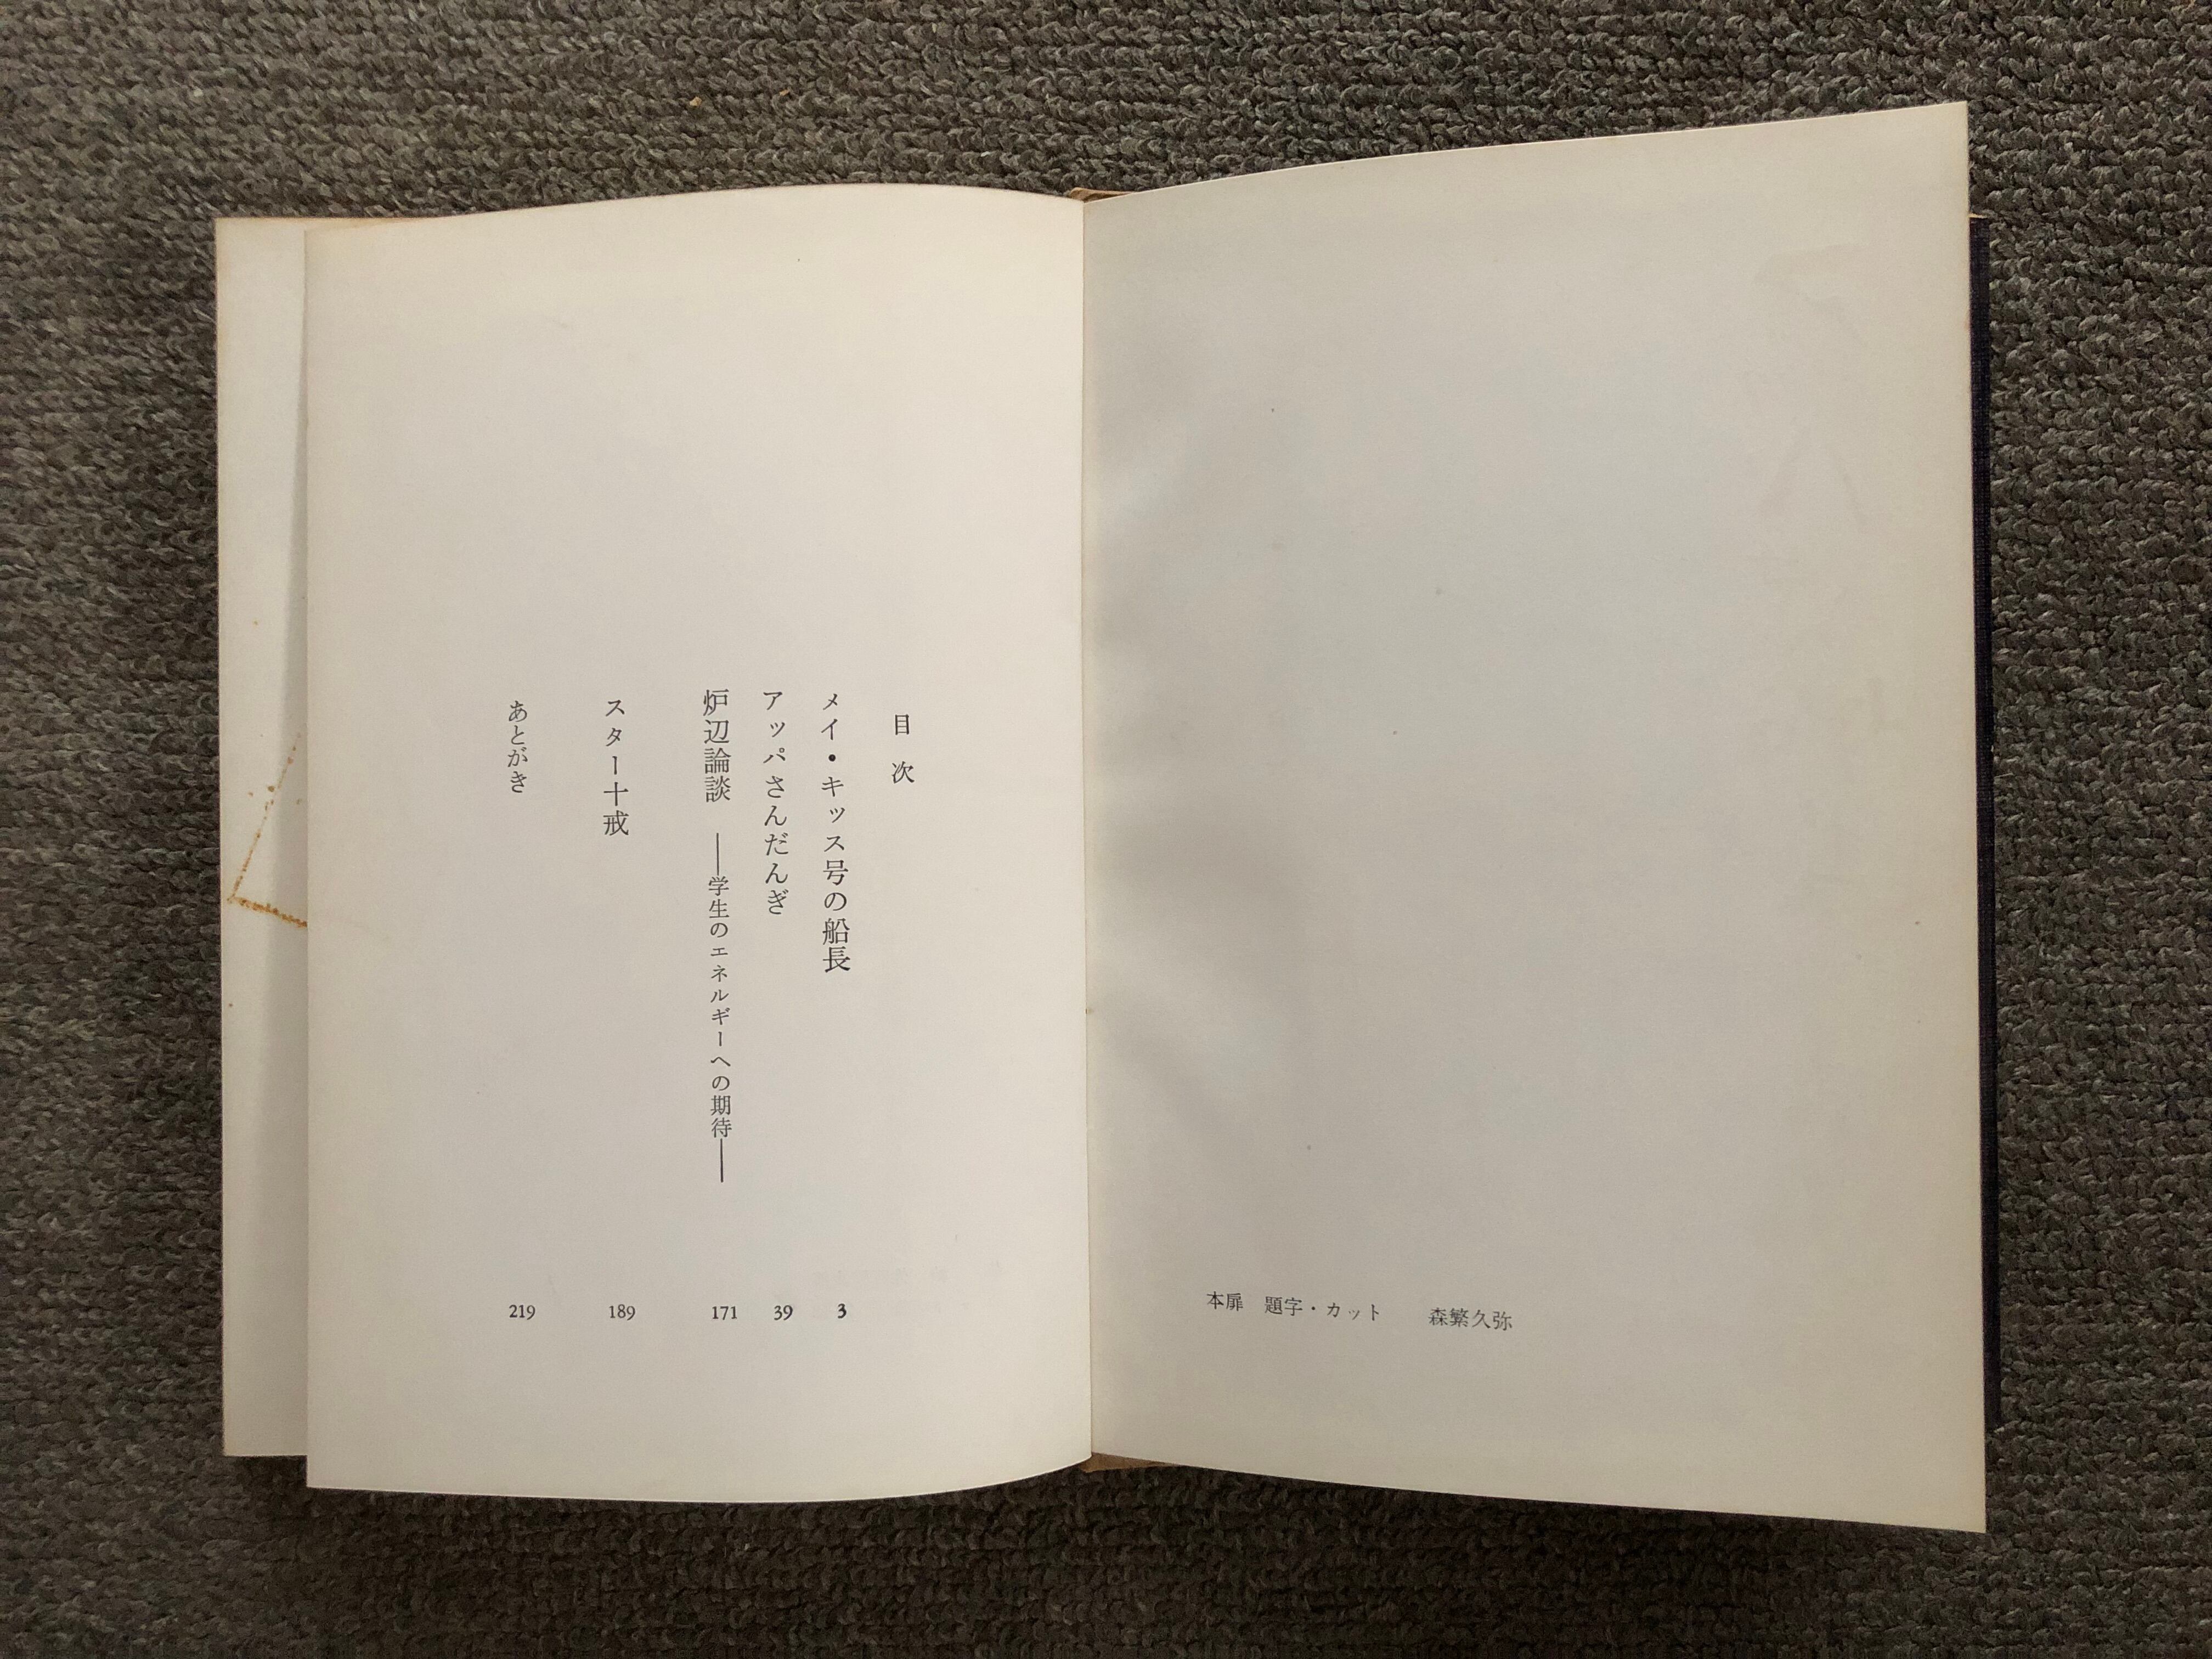 本扉　題字・カット　　森繁久弥
目次
メイ・キッス号の船長 3
アッパさんだんぎ 39
炉辺論談 ――学生のエネルギーへの期待―― 171
スター十戒 189
あとがき 219